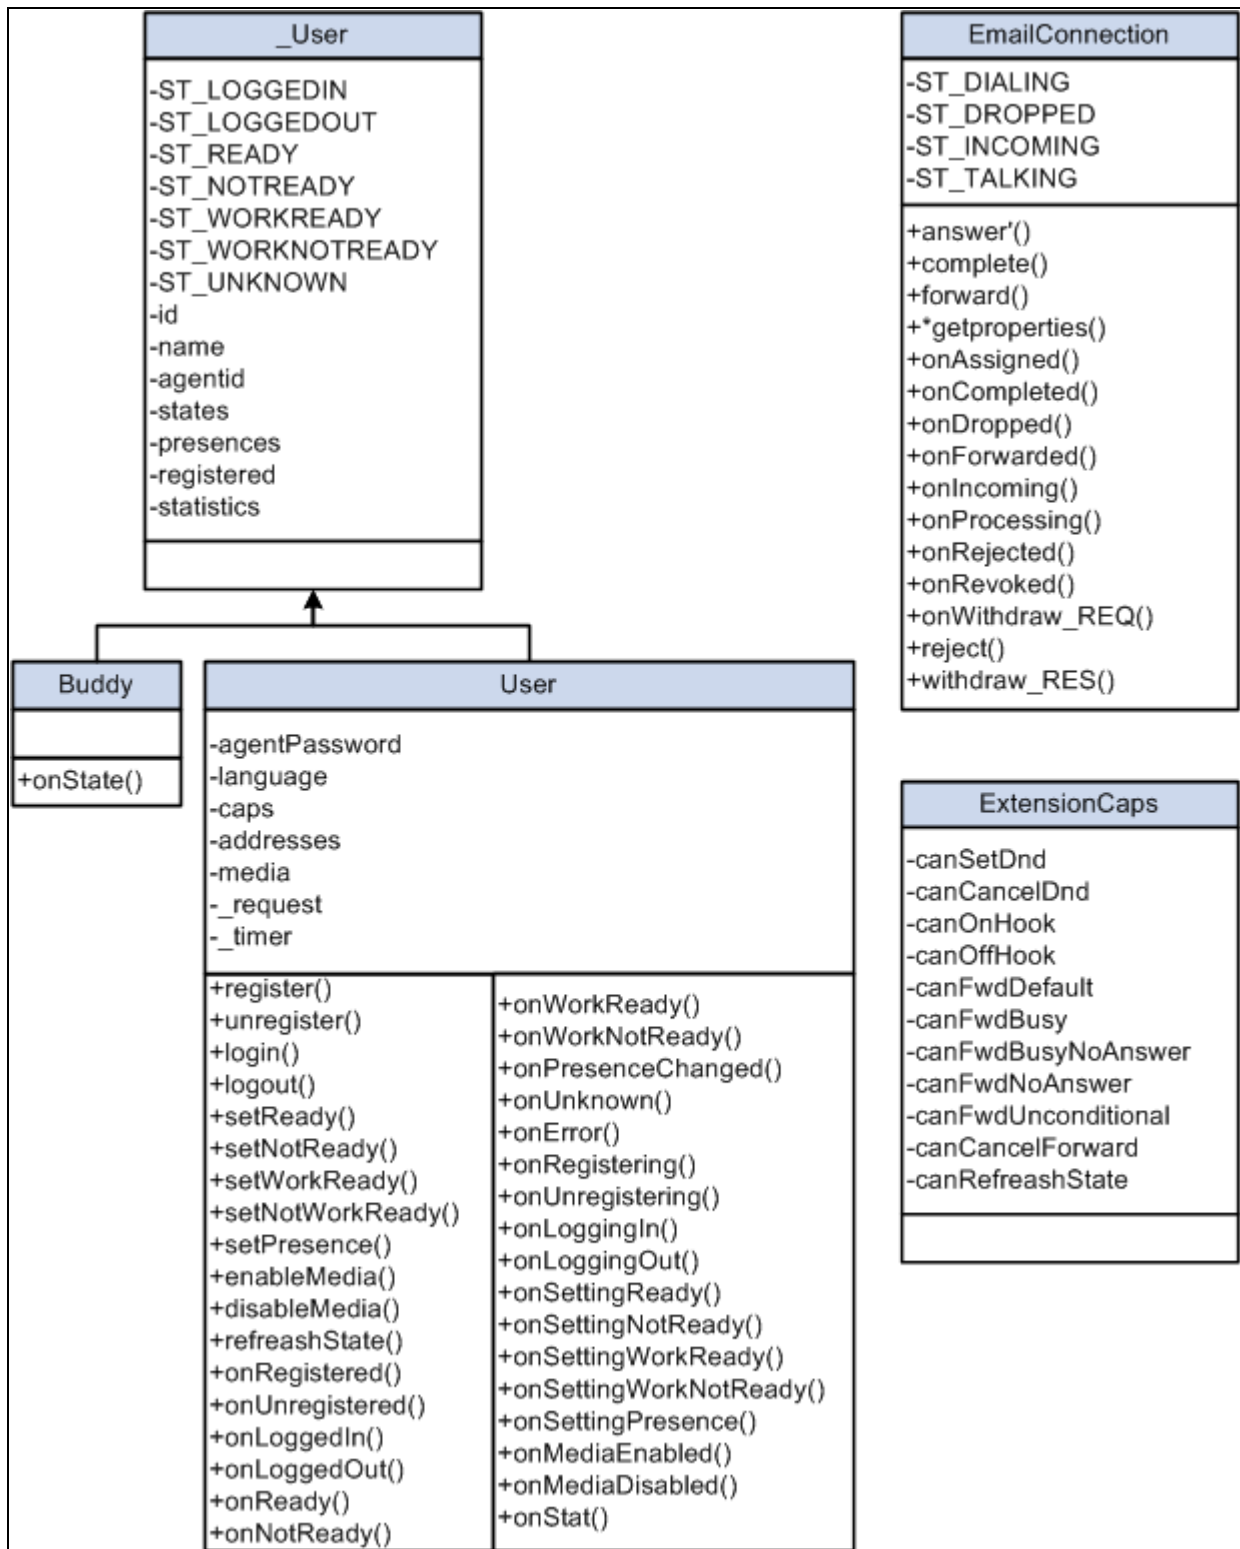 _User
-ST_LOGGEDIN
-ST_LOGGEDOUT
-ST_READY
-ST_NOTREADY
-ST_WORKREADY
-ST_WORKNOTREADY
-ST_UNKNOWN
-id
-name
-agentid
-states
-presences
-registered
-statistics
EmailConnection
-ST_DIALING
-ST_DROPPED
-ST_INCOMING
-ST_TALKING
+answer'()
+complete()
+forward()
+*getproperties()
+onAssigned()
+onCompleted()
+onDropped()
+onForwarded()
+onIncoming()
+onProcessing()
+onRejected()
+onRevoked()
+onWithdraw_REQ()
+reject()
+withdraw_RES()
Buddy
+onState()
User
-agentPassword
-language
-caps
-addresses
-media
-_request
-_timer
+register()
+unregister()
+login()
+logout()
+setReady()
+setNotReady()
+setWorkReady()
+setNotWorkReady()
+setPresence()
+enableMedia()
+disableMedia()
+refreashState()
+onRegistered()
+onUnregistered()
+onLoggedIn()
+onLoggedOut()
+onReady()
+onNotReady()
+onWorkReady()
+onWorkNotReady()
+onPresenceChanged()
+onUnknown()
+onError()
+onRegistering()
+onUnregistering()
+onLoggingIn()
+onLoggingOut()
+onSettingReady()
+onSettingNotReady()
+onSettingWorkReady()
+onSettingWorkNotReady()
+onSettingPresence()
+onMediaEnabled()
+onMediaDisabled()
+onStat()
ExtensionCaps
-canSetDnd
-canCancelDnd
-canOnHook
-canOffHook
-canFwdDefault
-canFwdBusy
-canFwdBusyNoAnswer
-canFwdNoAnswer
-canFwdUnconditional
-canCancelForward
-canRefreashState